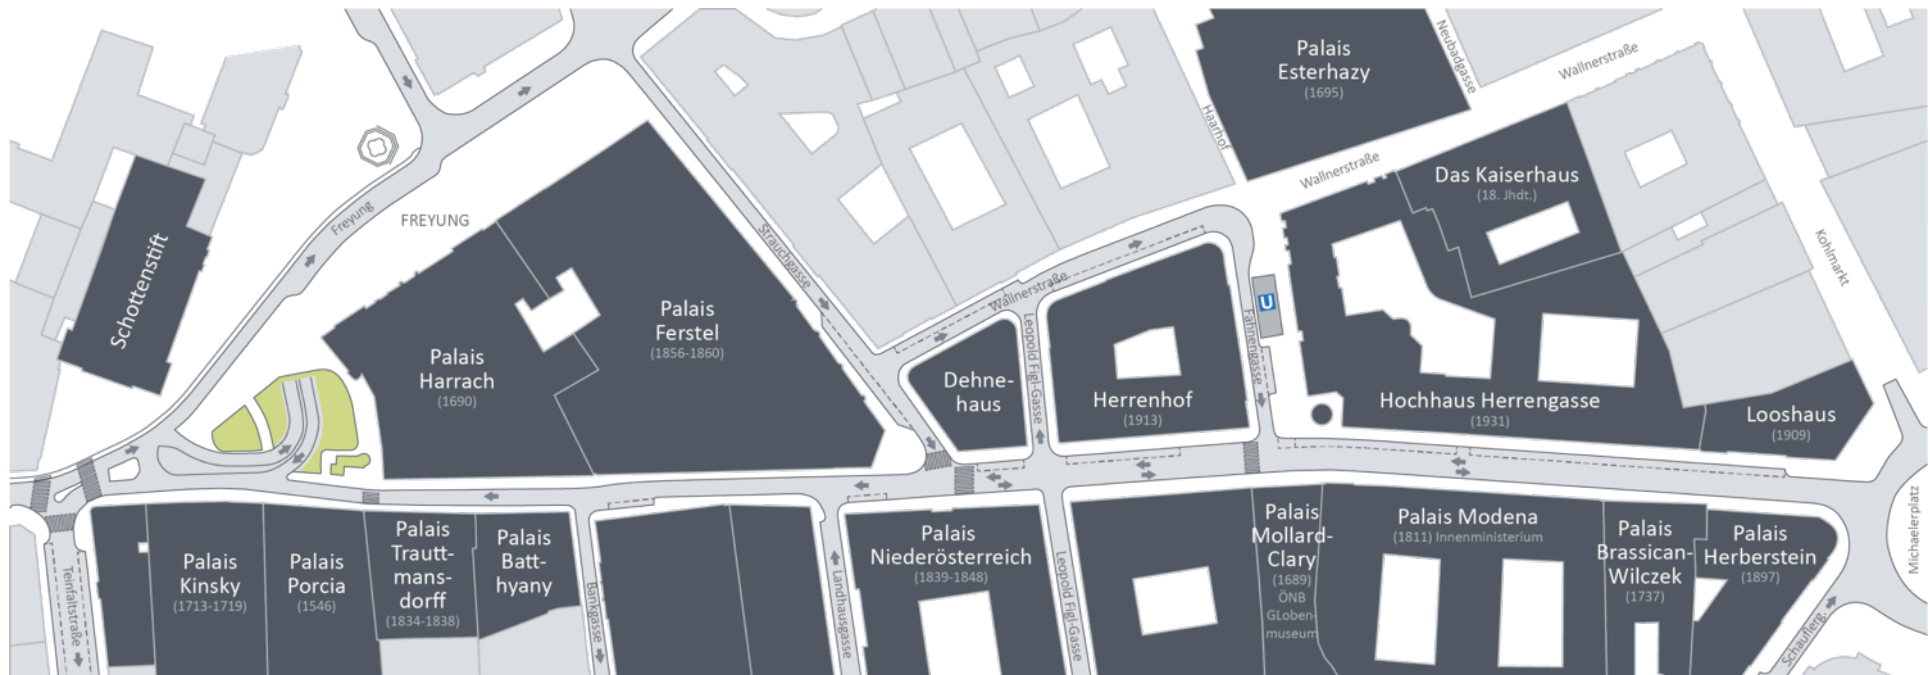 Palais
Esterhazy
(1695)
Neubadgasse
Wallnerstraße
Haarhof
Wallnerstraße
Das Kaiserhaus
(18. Jhdt.)
Kohlmarkt
Freyung
FREYUNG
Schottenstift
Strauchgasse
Palais
Ferstel
(1856-1860)
Palais
Harrach
(1690)
Wallnerstraße
Leopold Figl-Gasse
Dehne-
haus
Herrenhof
(1913)
Fahnengasse
U
Hochhaus Herrengasse
(1931)
Looshaus
(1909)
Michaelerplatz
Teinfaltstraße
Palais
Kinsky
(1713-1719)
Palais
Porcia
(1546)
Palais
Trautt-
mans-
dorff
(1834-1838)
Palais
Batt-
hyany
Bankgasse
Landhausgasse
Palais
Niederösterreich
(1839-1848)
Leopold Figl-Gasse
Palais
Mollard-
Clary
(1689)
ÖNB
GLoben-
museum
Palais Modena
(1811) Innenministerium
Palais
Brassican-
Wilczek
(1737)
Palais
Herberstein
(1897)
Schauflerg.